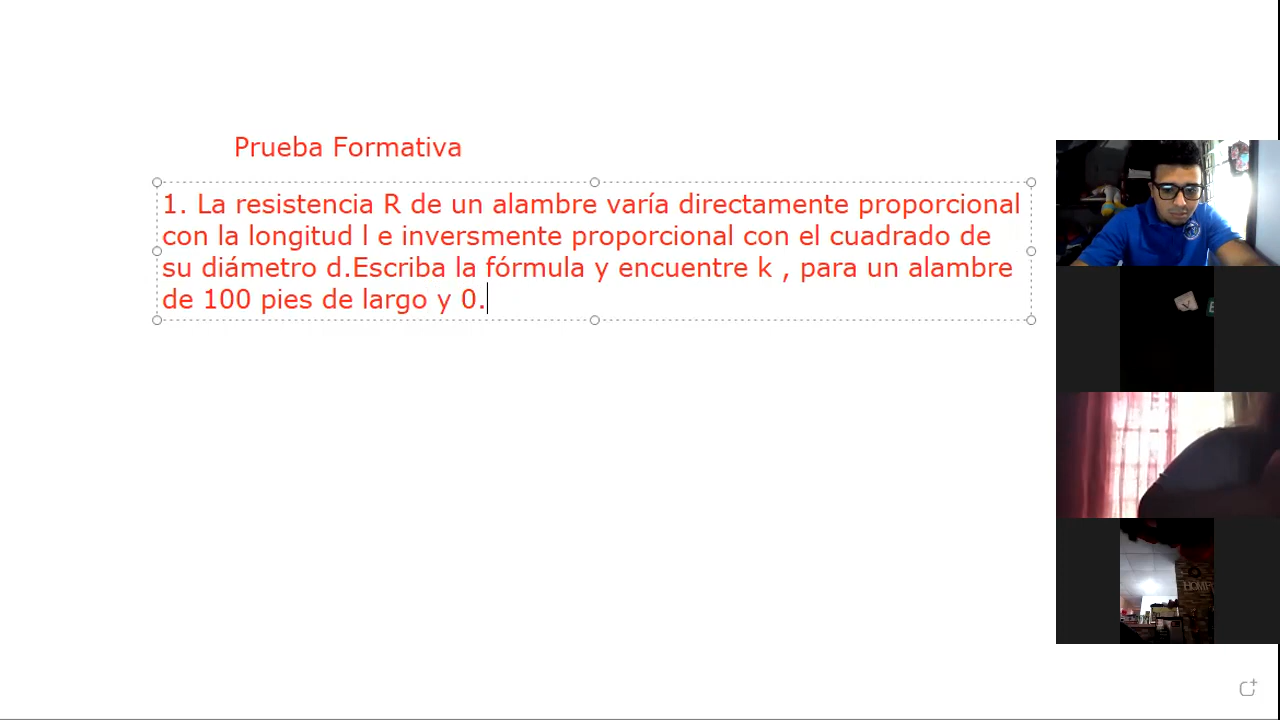 Prueba Formativa
1. La resistencia R de un alambre varía directamente proporcional
con la longitud l e inversmente proporcional con el cuadrado de
su diámetro d.Escriba la fórmula y encuentre k , para un alambre
de 100 pies de largo y 0.